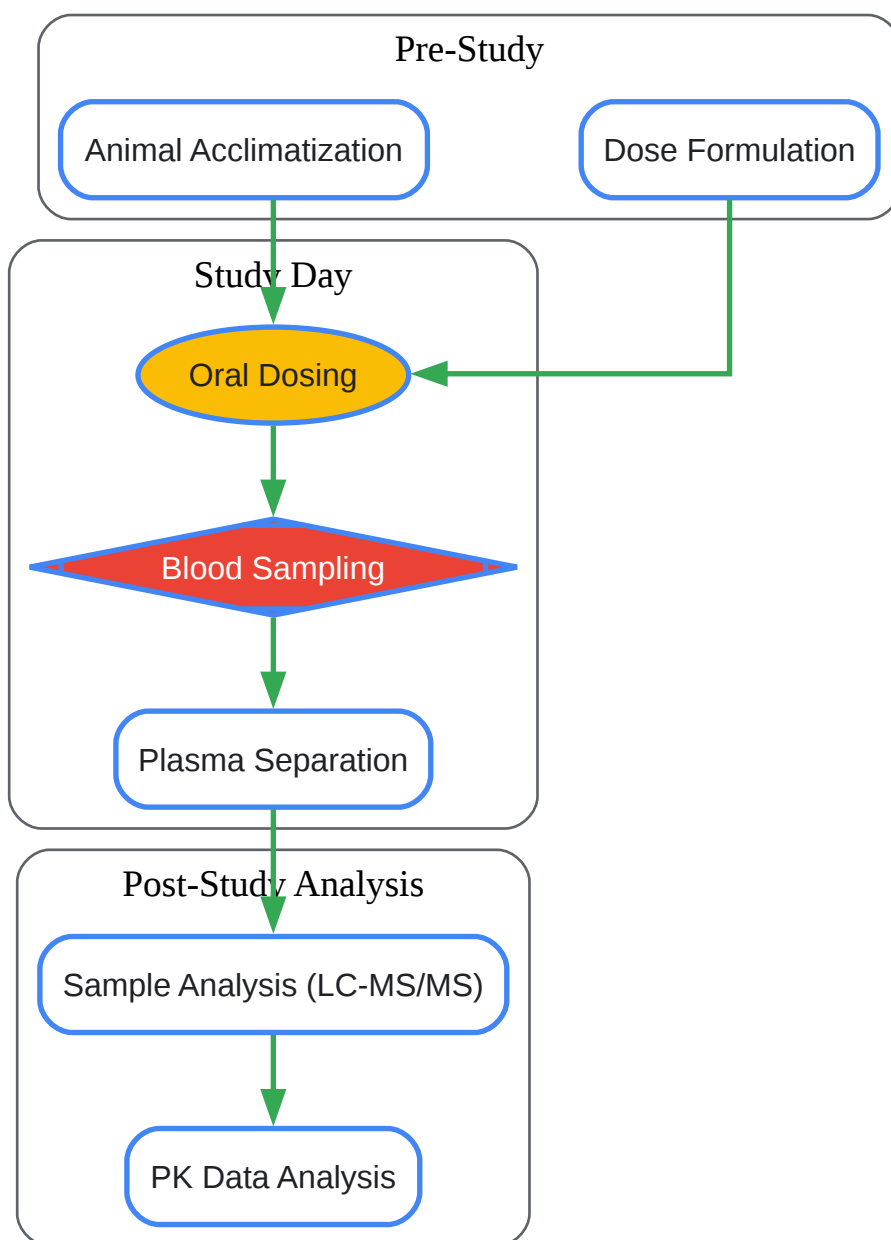 Pre-Study
Animal Acclimatization
Dose Formulation
Study Day
Oral Dosing
Blood Sampling
Plasma Separation
Post-Study Analysis
Sample Analysis (LC-MS/MS)
PK Data Analysis